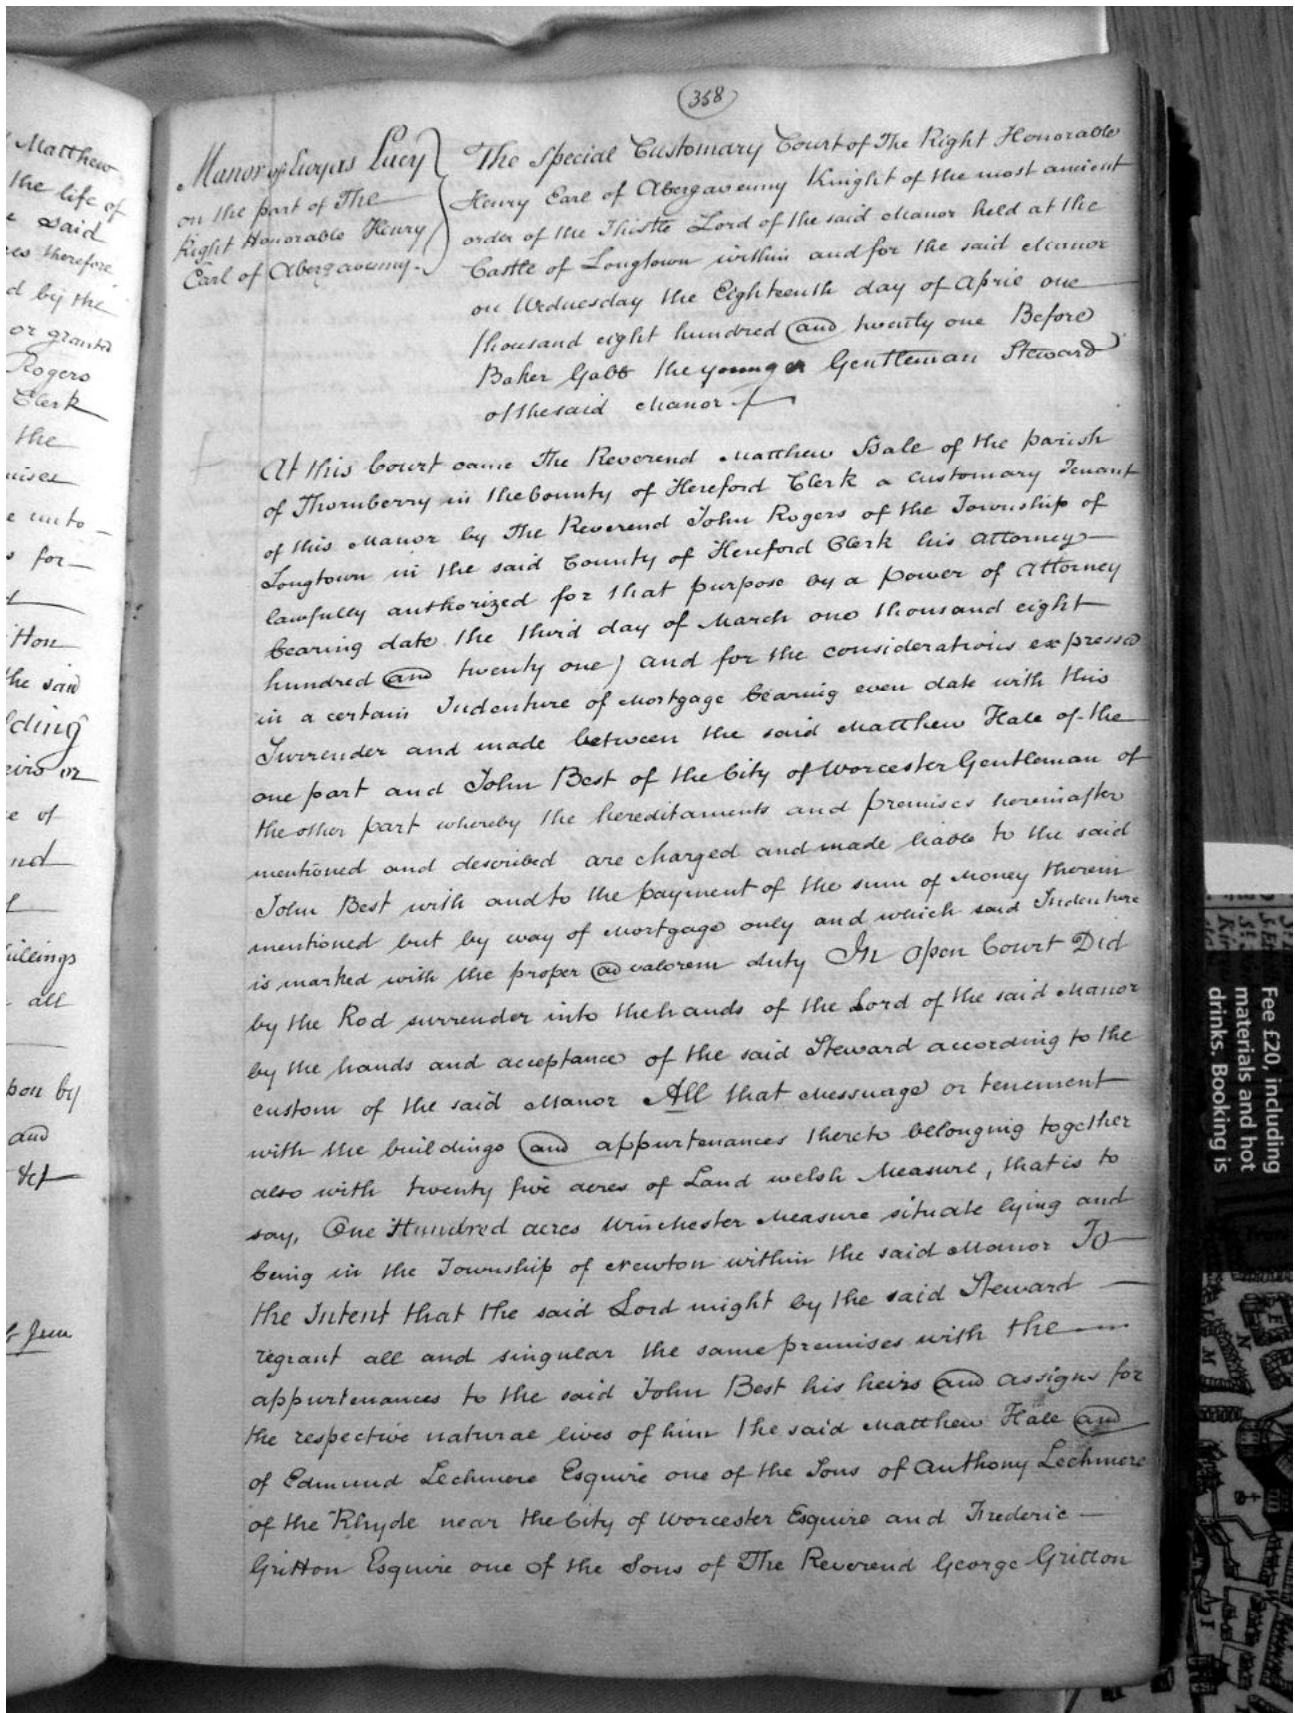 Matthew
the life of
said
therefore
d by the
or granted
Rogers
Clerk
the
unto
for
the said
of
nd
all
pon by
and
358
Manor of Ewyas Lacy
on the part of The
Right Honorable Henry
Earl of Abergavenny.
The Special Customary Court of The Right Honorable
Henry Earl of Abergavenny Knight of the most ancient
order of the Thistle Lord of the said Manor held at the
Castle of Longtown within and for the said Manor
on Wednesday the Eighteenth day of April one
thousand eight hundred and twenty one Before
Baker Gabb the younger Gentleman Steward
of the said Manor
At this Court came The Reverend Matthew Hale of the parish
of Thornberry in the County of Hereford Clerk a Customary Tenant
of this Manor by The Reverend John Rogers of the Township of
Longtown in the said County of Hereford Clerk his Attorney
lawfully authorized for that purpose by a power of Attorney
bearing date the third day of March one thousand eight
hundred and twenty one) and for the considerations expressed
in a certain Indenture of Mortgage bearing even date with this
Surrender and made between the said Matthew Hale of the
one part and John Best of the City of Worcester Gentleman of
the other part whereby the hereditaments and premises hereinafter
mentioned and described are charged and made liable to the said
John Best with and to the payment of the sum of Money therein
mentioned but by way of Mortgage only and which said Indenture
is marked with the proper ad valorem duty In open Court Did
by the Rod surrender into the hands of the Lord of the said Manor
by the hands and acceptance of the said Steward according to the
custom of the said Manor All that Messuage or tenement
with the buildings and appurtenances thereto belonging together
also with twenty five acres of Land welsh Measure, that is to
say, One Hundred acres Winchester Measure situate lying and
being in the Township of Newton within the said Manor To
the Intent that the said Lord might by the said Steward
regrant all and singular the same premises with the
appurtenances to the said John Best his heirs and assigns for
the respective natural lives of him the said Matthew Hale and
of Edmund Lechmere Esquire one of the Sons of Anthony Lechmere
of the Rhyde near the City of Worcester Esquire and Frederic
Gritton Esquire one of the Sons of The Reverend George Gritton
Fee £20, including
materials and hot
drinks. Booking is